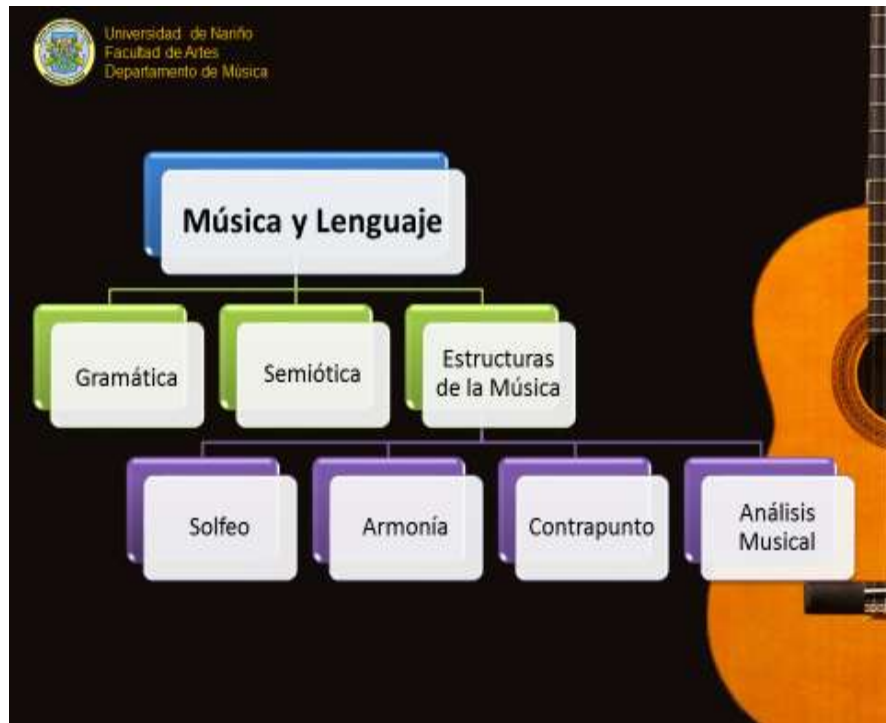 Universidad de Nariño
Facultad de Artes
Departamento de Música
Música y Lenguaje
Gramática
Semiótica
Estructuras
de la Música
Solfeo
Armonía
Contrapunto
Análisis
Musical